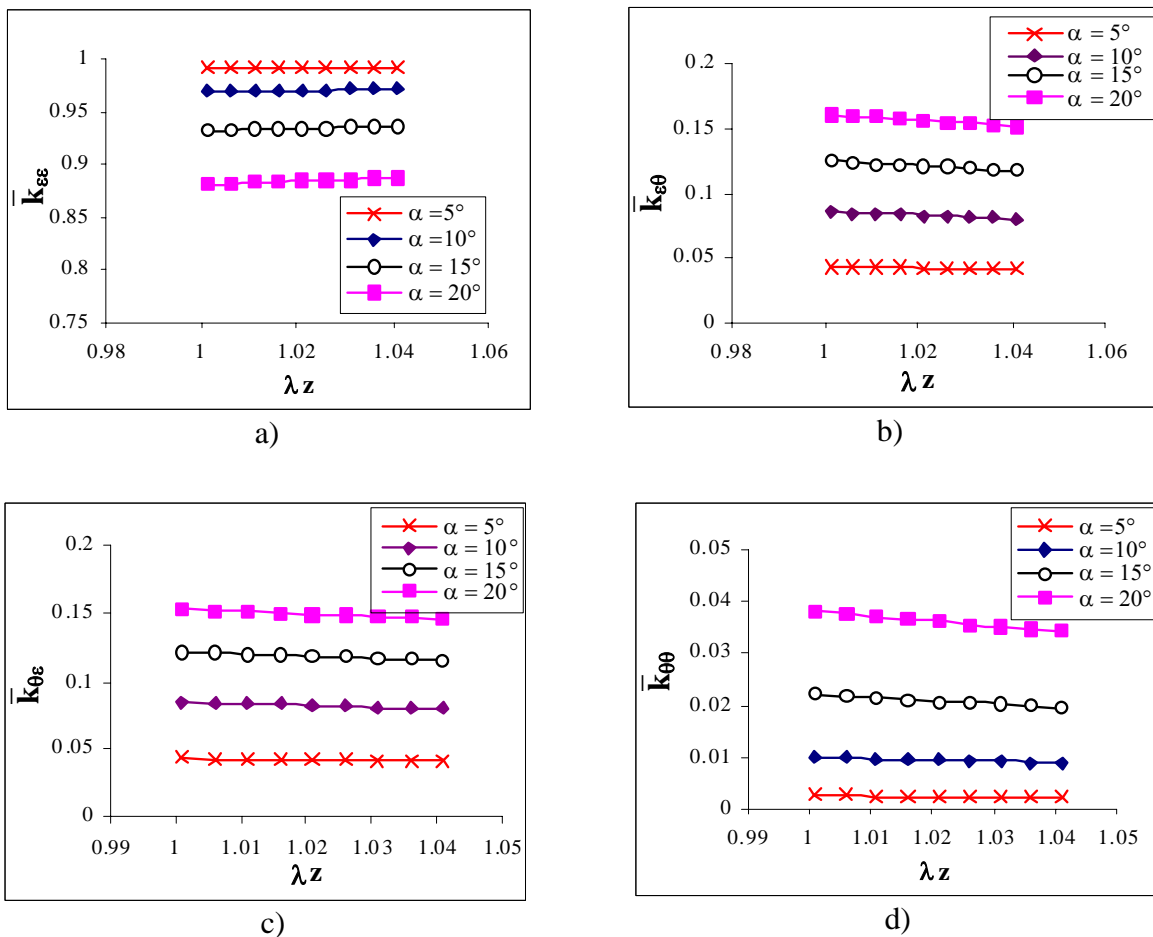 1
0.95
0.9
0.85
0.8
0.75
0.98
1
1.02
1.04
1.06
k̅εε
λ z
α = 5°
α = 10°
α = 15°
α = 20°
a)
0.2
0.15
0.1
0.05
0
0.98
1
1.02
1.04
1.06
k̅εθ
λ z
α = 5°
α = 10°
α = 15°
α = 20°
b)
0.2
0.15
0.1
0.05
0
0.99
1
1.01
1.02
1.03
1.04
1.05
k̅θε
λ z
α = 5°
α = 10°
α = 15°
α = 20°
c)
0.05
0.04
0.03
0.02
0.01
0
0.99
1
1.01
1.02
1.03
1.04
1.05
k̅θθ
λ z
α = 5°
α = 10°
α = 15°
α = 20°
d)